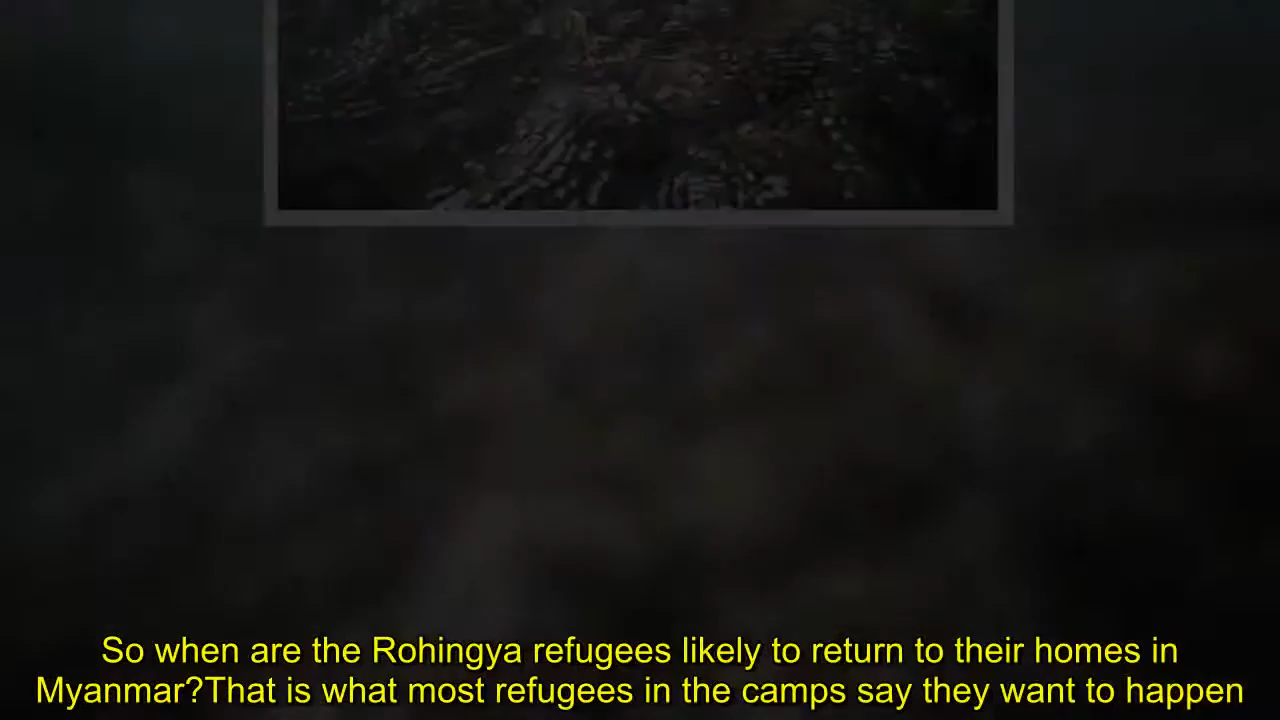 So when are the Rohingya refugees likely to return to their homes in
Myanmar?That is what most refugees in the camps say they want to happen